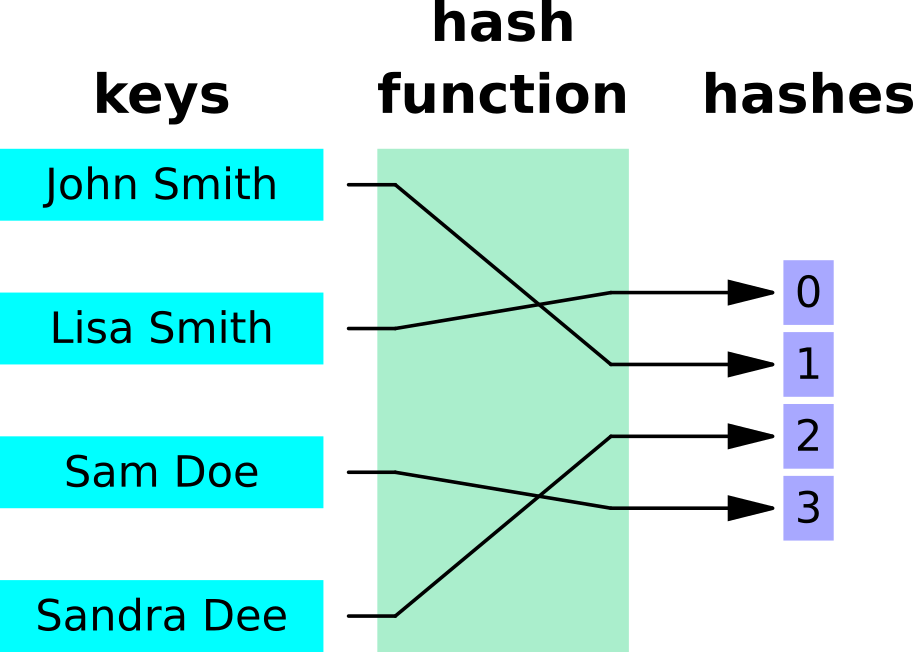 keys
hash
function
hashes
John Smith
Lisa Smith
Sam Doe
Sandra Dee
0
1
2
3